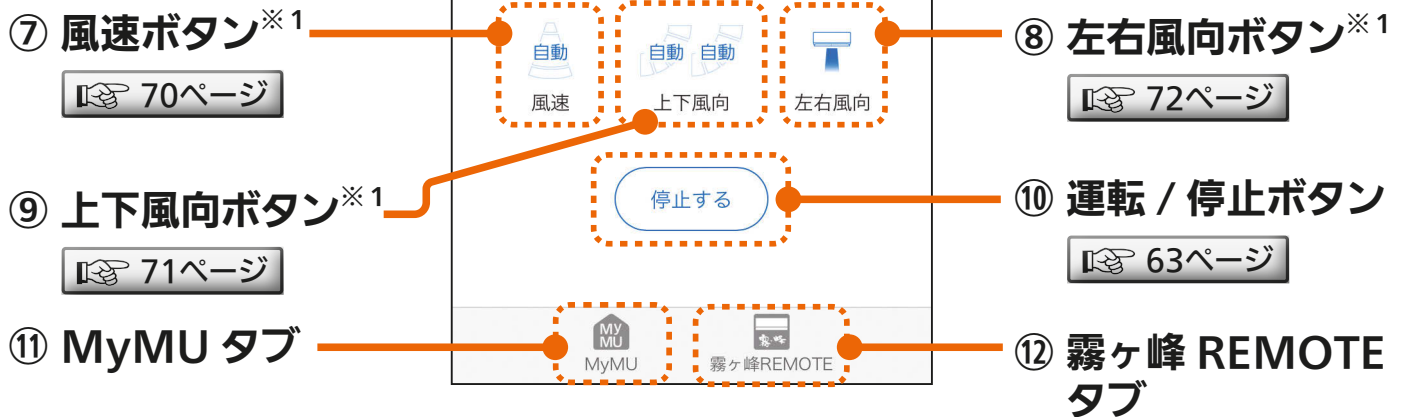 ⑦ 風速ボタン※1
☞ 70ページ
⑨ 上下風向ボタン※1
☞ 71ページ
⑪ MyMU タブ
自動
風速
自動 自動
上下風向
左右風向
停止する
MY
MU
MyMU
霧ヶ峰
霧ヶ峰REMOTE
⑧ 左右風向ボタン※1
☞ 72ページ
⑩ 運転 / 停止ボタン
☞ 63ページ
⑫ 霧ヶ峰 REMOTE
タブ